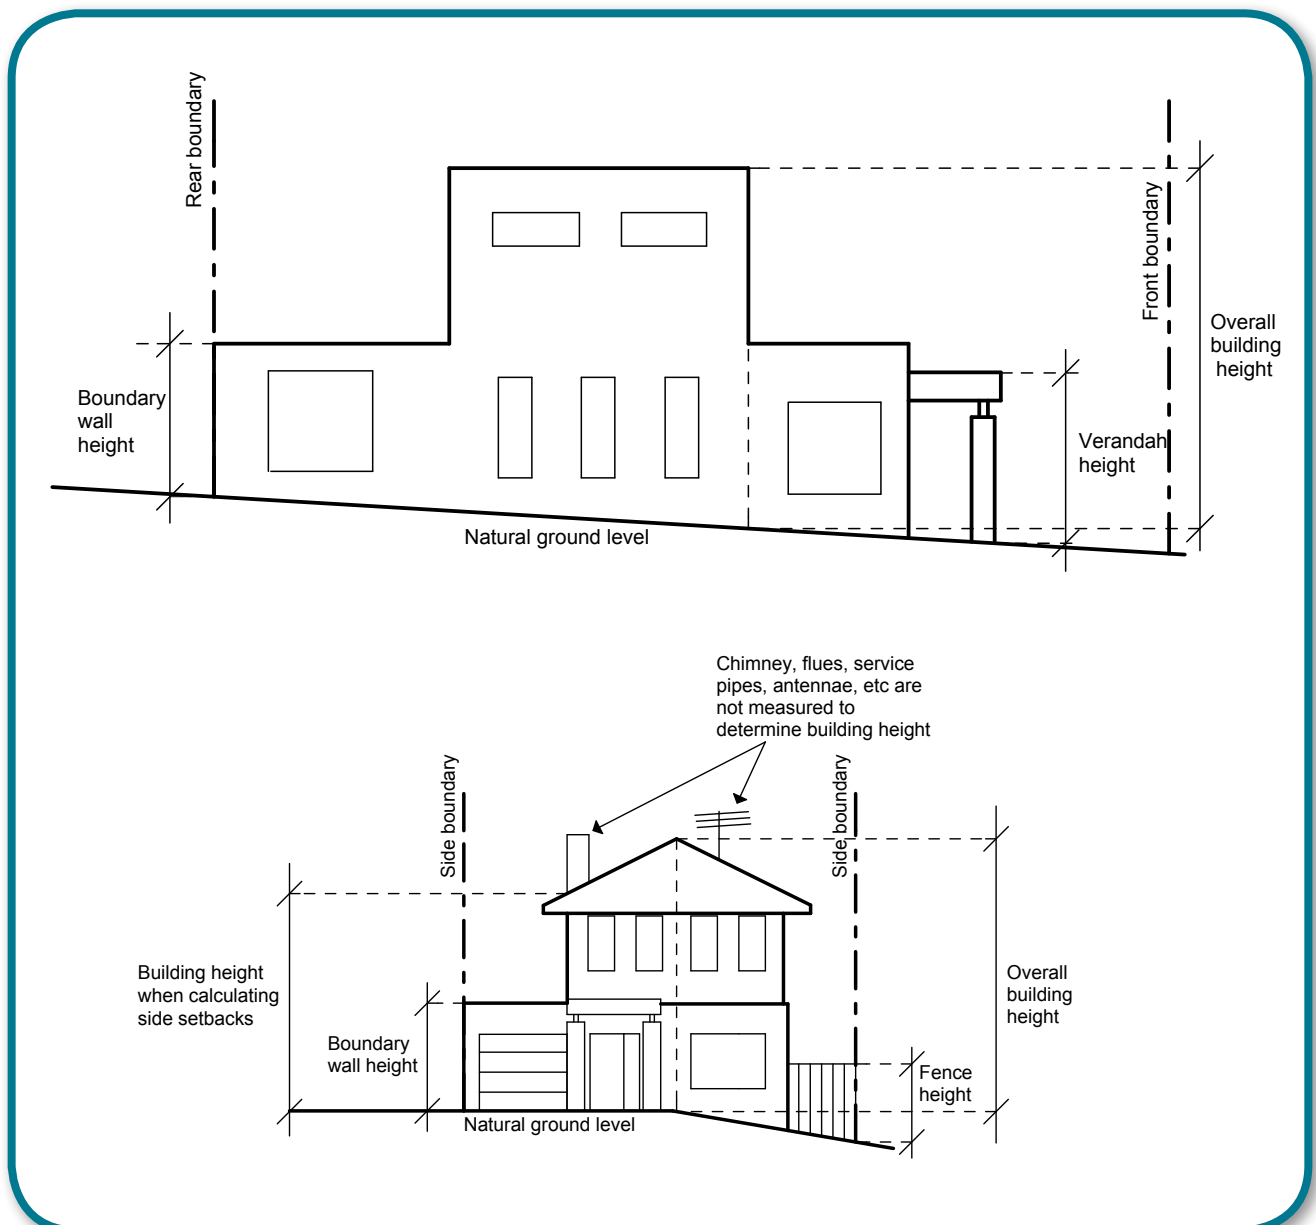 Rear boundary
Front boundary
Overall
building
height
Boundary
wall
height
Verandah
height
Natural ground level
Chimney, flues, service
pipes, antennae, etc are
not measured to
determine building height
Side boundary
Side boundary
Building height
when calculating
side setbacks
Overall
building
height
Boundary
wall height
Fence
height
Natural ground level